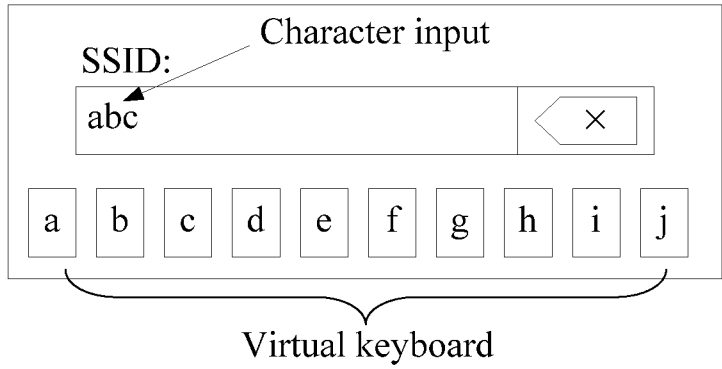 Character input
SSID:
abc
×
a b c d e f g h i j
Virtual keyboard